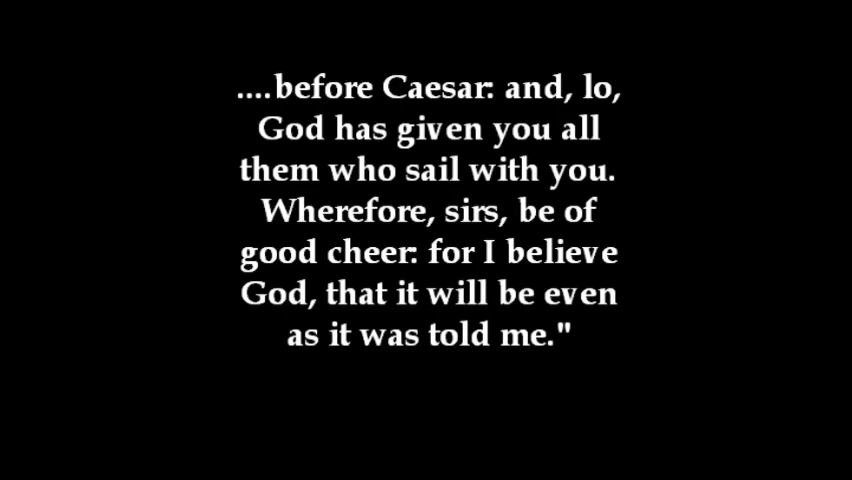 ....before Caesar: and, lo,
God has given you all
them who sail with you.
Wherefore, sirs, be of
good cheer: for I believe
God, that it will be even
as it was told me."